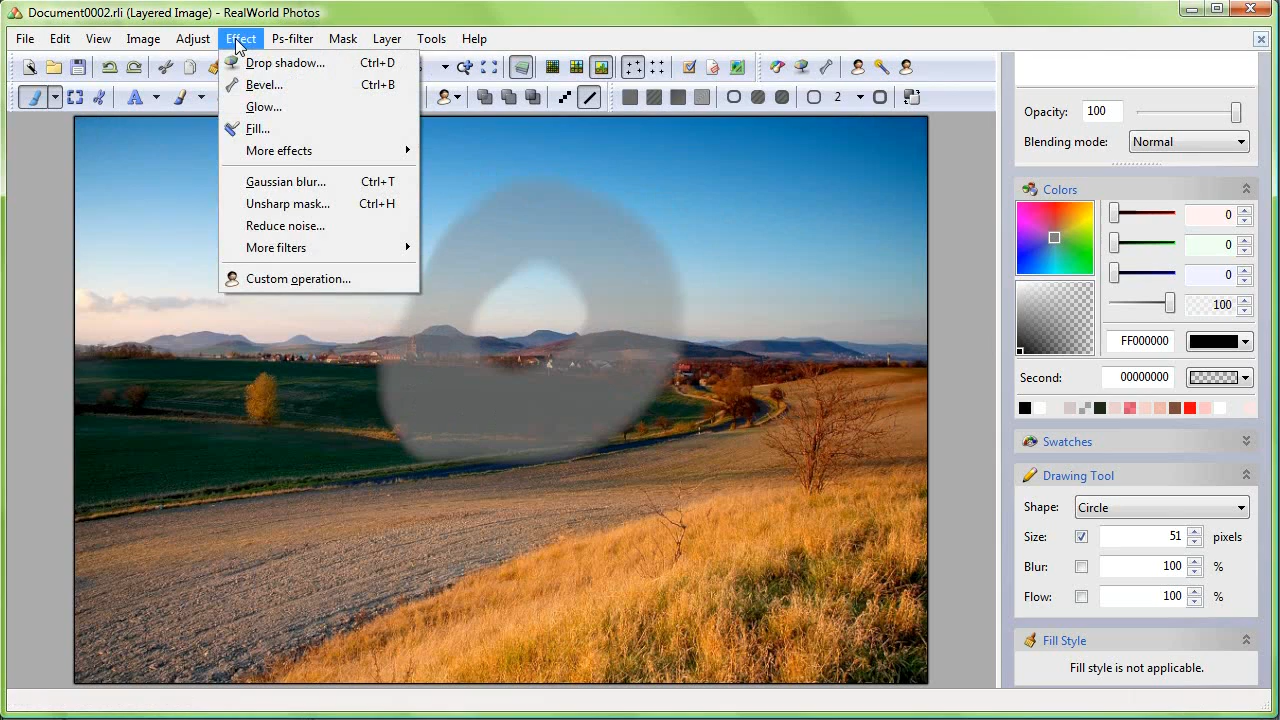 Document0002.rli (Layered Image) - RealWorld Photos
File Edit View Image Adjust Effect Ps-filter Mask Layer Tools Help
Drop shadow... Ctrl+D
Bevel... Ctrl+B
Glow...
Fill...
More effects
Gaussian blur... Ctrl+T
Unsharp mask... Ctrl+H
Reduce noise...
More filters
Custom operation...
2
Opacity: 100
Blending mode: Normal
Colors
0
0
0
100
FF000000
Second: 00000000
Swatches
Drawing Tool
Shape: Circle
Size: 51 pixels
Blur: 100 %
Flow: 100 %
Fill Style
Fill style is not applicable.